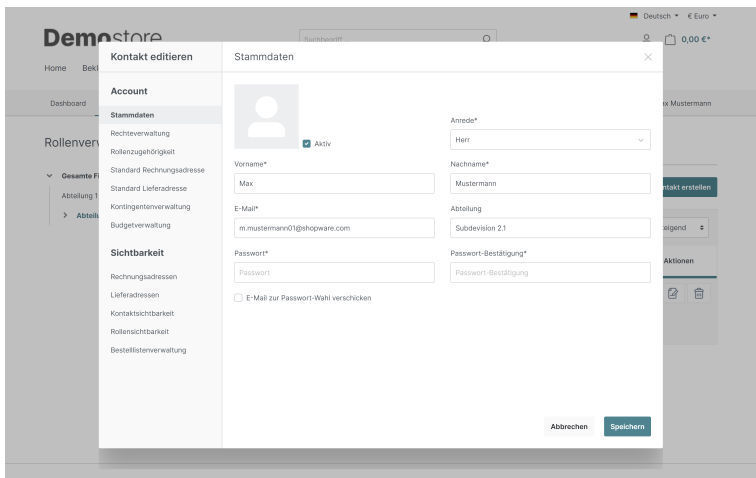 Deutsch € Euro
Demostore
Suchbegriff
0,00 €*
Home Bekl
Dashboard
x Mustermann
Rollenverw
Gesamte Fi
Abteilung 1
Abteilu
ntakt erstellen
eigend
Aktionen
Kontakt editieren
Account
Stammdaten
Rechteverwaltung
Rollenzugehörigkeit
Standard Rechnungsadresse
Standard Lieferadresse
Kontingentenverwaltung
Budgetverwaltung
Sichtbarkeit
Rechnungsadressen
Lieferadressen
Kontaktsichtbarkeit
Rollensichtbarkeit
Bestelllistenverwaltung
Stammdaten
Aktiv
Anrede*
Herr
Vorname*
Max
Nachname*
Mustermann
E-Mail*
m.mustermann01@shopware.com
Abteilung
Subdevision 2.1
Passwort*
Passwort
Passwort-Bestätigung*
Passwort-Bestätigung
E-Mail zur Passwort-Wahl verschicken
Abbrechen
Speichern